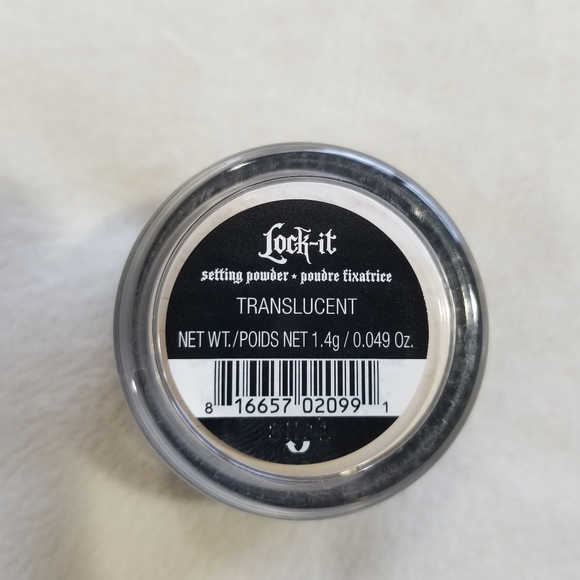 Lock-it
setting powder ★ poudre fixatrice
TRANSLUCENT
NET WT./POIDS NET 1.4g / 0.049 Oz.
8 16657 02099 1